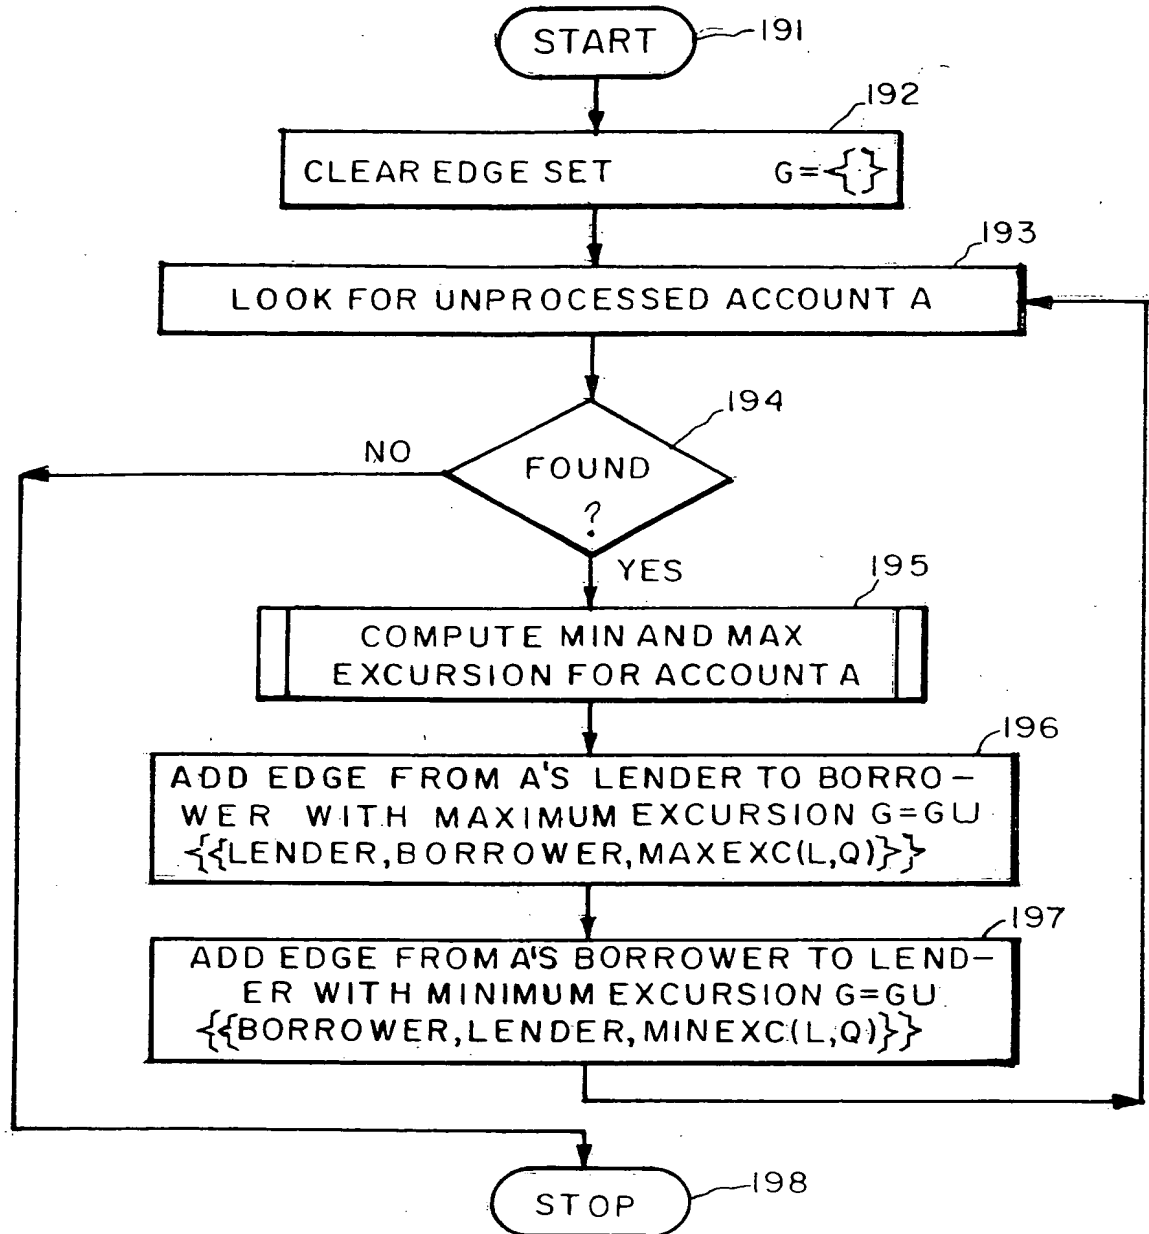 START
191
192
CLEAR EDGE SET G={}
193
LOOK FOR UNPROCESSED ACCOUNT A
194
NO
FOUND
?
YES
195
COMPUTE MIN AND MAX
EXCURSION FOR ACCOUNT A
196
ADD EDGE FROM A'S LENDER TO BORRO-
WER WITH MAXIMUM EXCURSION G=GU
{{LENDER,BORROWER,MAXEXC(L,Q)}}
197
ADD EDGE FROM A'S BORROWER TO LEND-
ER WITH MINIMUM EXCURSION G=GU
{{BORROWER,LENDER,MINEXC(L,Q)}}
STOP
198